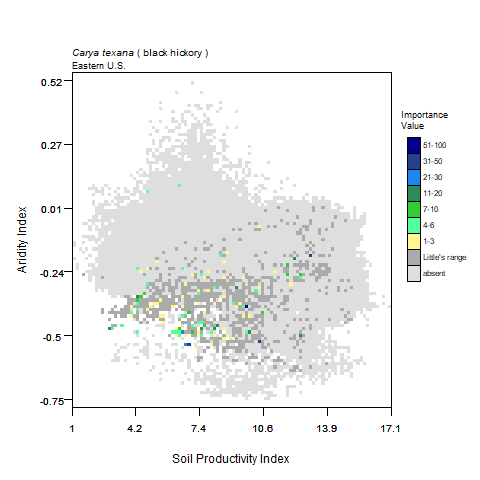 Carya texana ( black hickory )
Eastern U.S.
Importance
Value
51-100
31-50
21-30
11-20
7-10
4-6
1-3
Little's range
absent
0.52
0.27
0.01
-0.24
-0.5
-0.75
Aridity Index
1 4.2 7.4 10.6 13.9 17.1
Soil Productivity Index